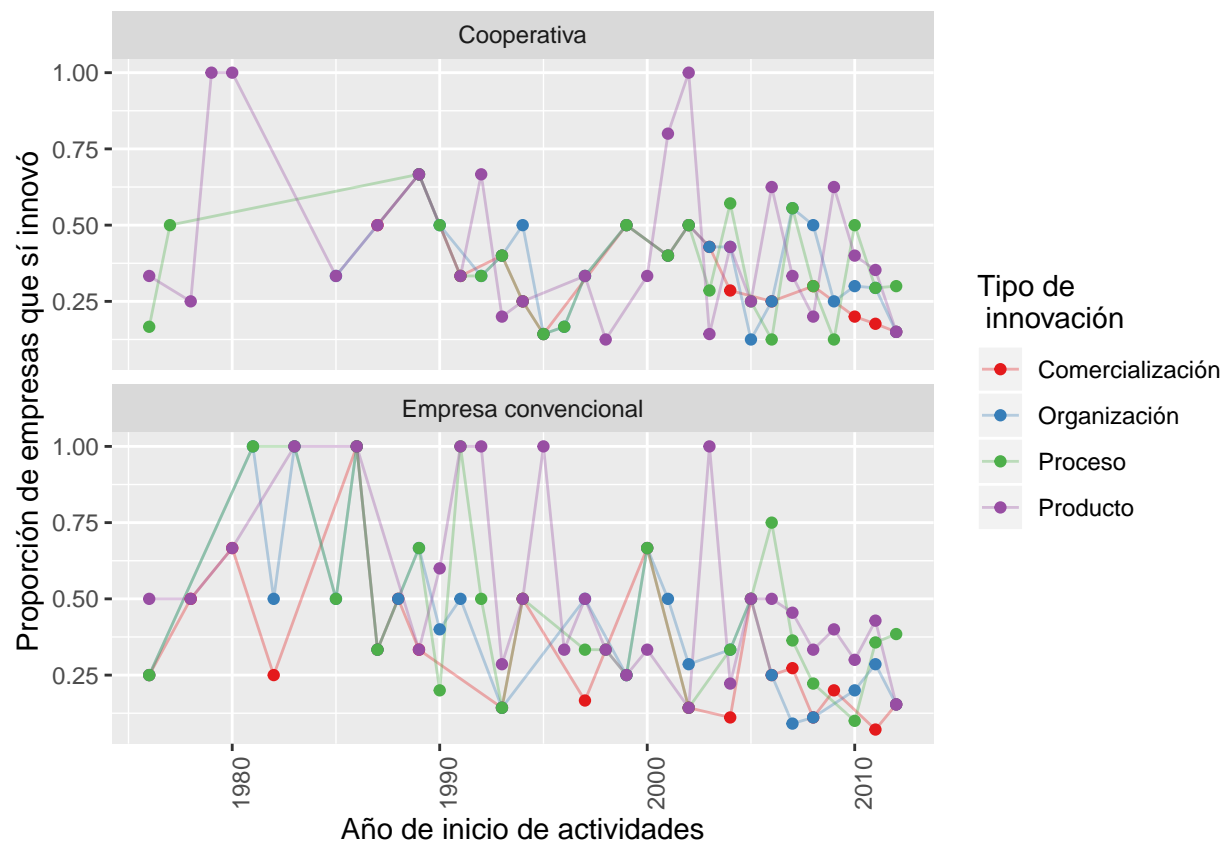 Cooperativa
1.00
0.75
0.50
0.25
Empresa convencional
1.00
0.75
0.50
0.25
1980
1990
2000
2010
Año de inicio de actividades
Proporción de empresas que sí innovó
Tipo de
innovación
Comercialización
Organización
Proceso
Producto